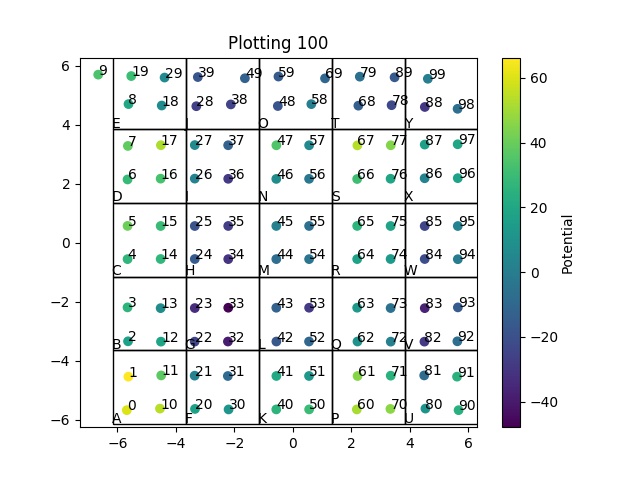 Plotting 100
6
9 19 29 39 49 59 69 79 89 99
60
8 18 28 38 48 58 68 78 88 98
4
E J O T Y
7 17 27 37 47 57 67 77 87 97
40
2
6 16 26 36 46 56 66 76 86 96
D I N S X
20
5 15 25 35 45 55 65 75 85 95
0
4 14 24 34 44 54 64 74 84 94
C H M R W
0
Potential
−2
3 13 23 33 43 53 63 73 83 93
2 12 22 32 42 52 62 72 82 92
B G L Q V
−20
−4
1 11 21 31 41 51 61 71 81 91
0 10 20 30 40 50 60 70 80 90
−40
−6
A F K P U
−6 −4 −2 0 2 4 6